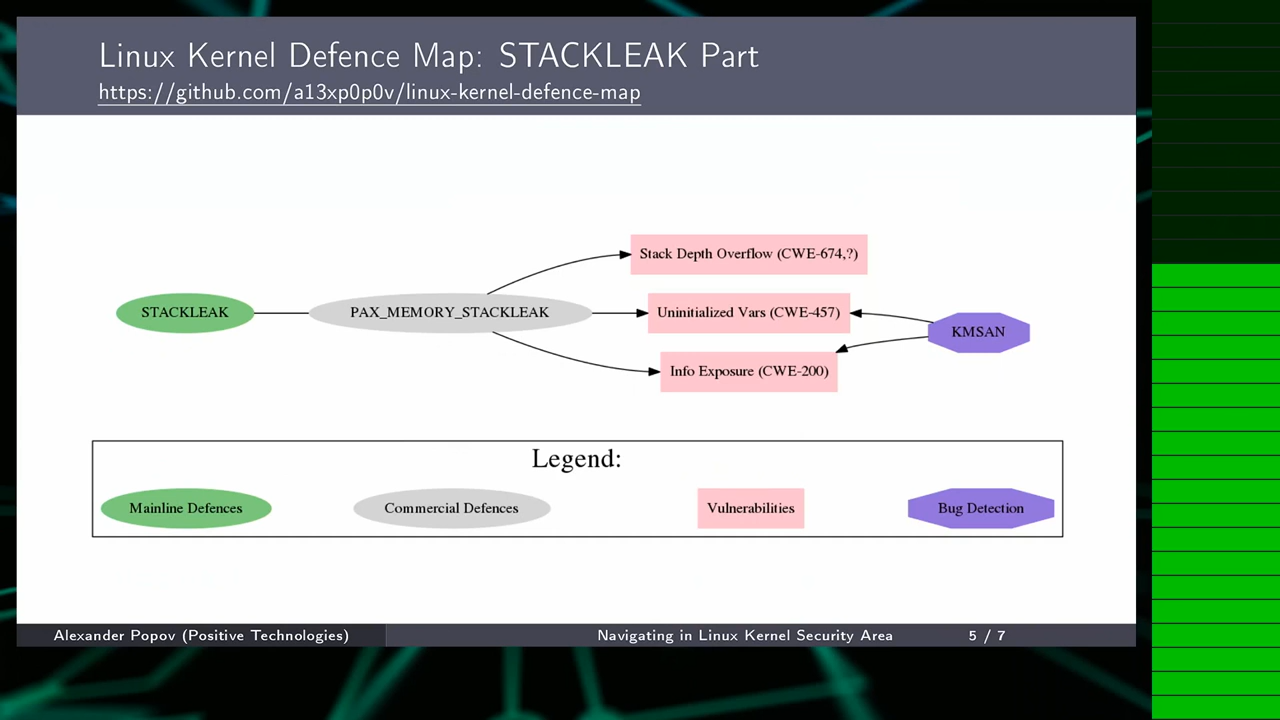 Linux Kernel Defence Map: STACKLEAK Part
https://github.com/a13xp0p0v/linux-kernel-defence-map
Stack Depth Overflow (CWE-674,?)
STACKLEAK
PAX_MEMORY_STACKLEAK
Uninitialized Vars (CWE-457)
KMSAN
Info Exposure (CWE-200)
Legend:
Mainline Defences
Commercial Defences
Vulnerabilities
Bug Detection
Alexander Popov (Positive Technologies)
Navigating in Linux Kernel Security Area
5 / 7